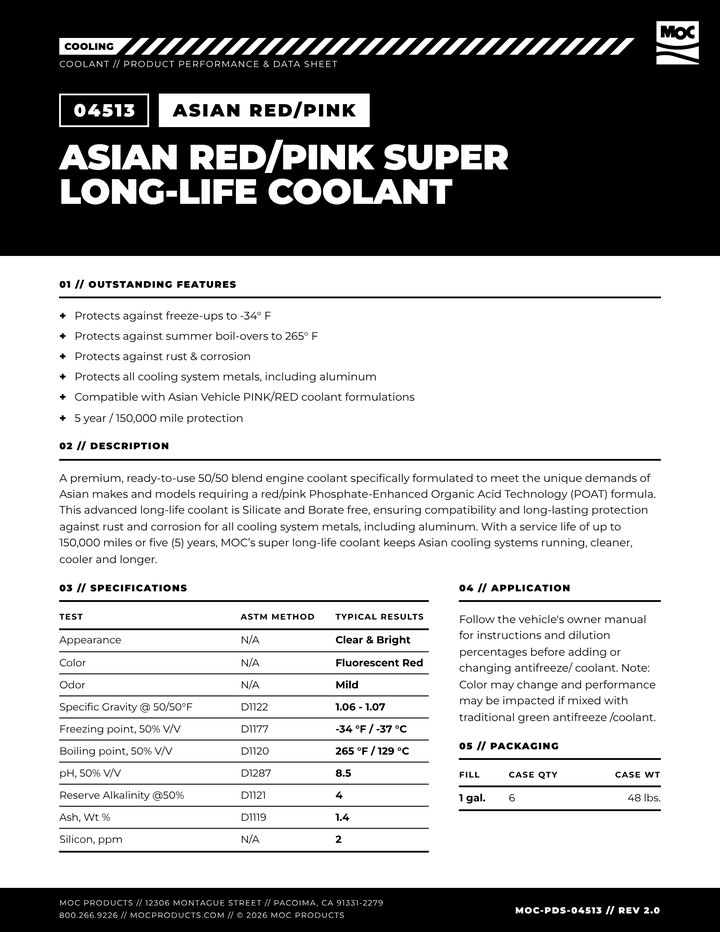 COOLING
MOC
COOLANT // PRODUCT PERFORMANCE & DATA SHEET
04513
ASIAN RED/PINK
ASIAN RED/PINK SUPER
LONG-LIFE COOLANT
01 // OUTSTANDING FEATURES
+ Protects against freeze-ups to -34° F
+ Protects against summer boil-overs to 265° F
+ Protects against rust & corrosion
+ Protects all cooling system metals, including aluminum
+ Compatible with Asian Vehicle PINK/RED coolant formulations
+ 5 year / 150,000 mile protection
02 // DESCRIPTION
A premium, ready-to-use 50/50 blend engine coolant specifically formulated to meet the unique demands of
Asian makes and models requiring a red/pink Phosphate-Enhanced Organic Acid Technology (POAT) formula.
This advanced long-life coolant is Silicate and Borate free, ensuring compatibility and long-lasting protection
against rust and corrosion for all cooling system metals, including aluminum. With a service life of up to
150,000 miles or five (5) years, MOC's super long-life coolant keeps Asian cooling systems running, cleaner,
cooler and longer.
03 // SPECIFICATIONS
TEST ASTM METHOD TYPICAL RESULTS
Appearance N/A Clear & Bright
Color N/A Fluorescent Red
Odor N/A Mild
Specific Gravity @ 50/50°F D1122 1.06 - 1.07
Freezing point, 50% V/V D1177 -34 °F / -37 °C
Boiling point, 50% V/V D1120 265 °F / 129 °C
pH, 50% V/V D1287 8.5
Reserve Alkalinity @50% D1121 4
Ash, Wt % D1119 1.4
Silicon, ppm N/A 2
04 // APPLICATION
Follow the vehicle's owner manual
for instructions and dilution
percentages before adding or
changing antifreeze/ coolant. Note:
Color may change and performance
may be impacted if mixed with
traditional green antifreeze /coolant.
05 // PACKAGING
FILL CASE QTY CASE WT
1 gal. 6 48 lbs.
MOC PRODUCTS // 12306 MONTAGUE STREET // PACOIMA, CA 91331-2279
800.266.9226 // MOCPRODUCTS.COM // © 2026 MOC PRODUCTS
MOC-PDS-04513 // REV 2.0